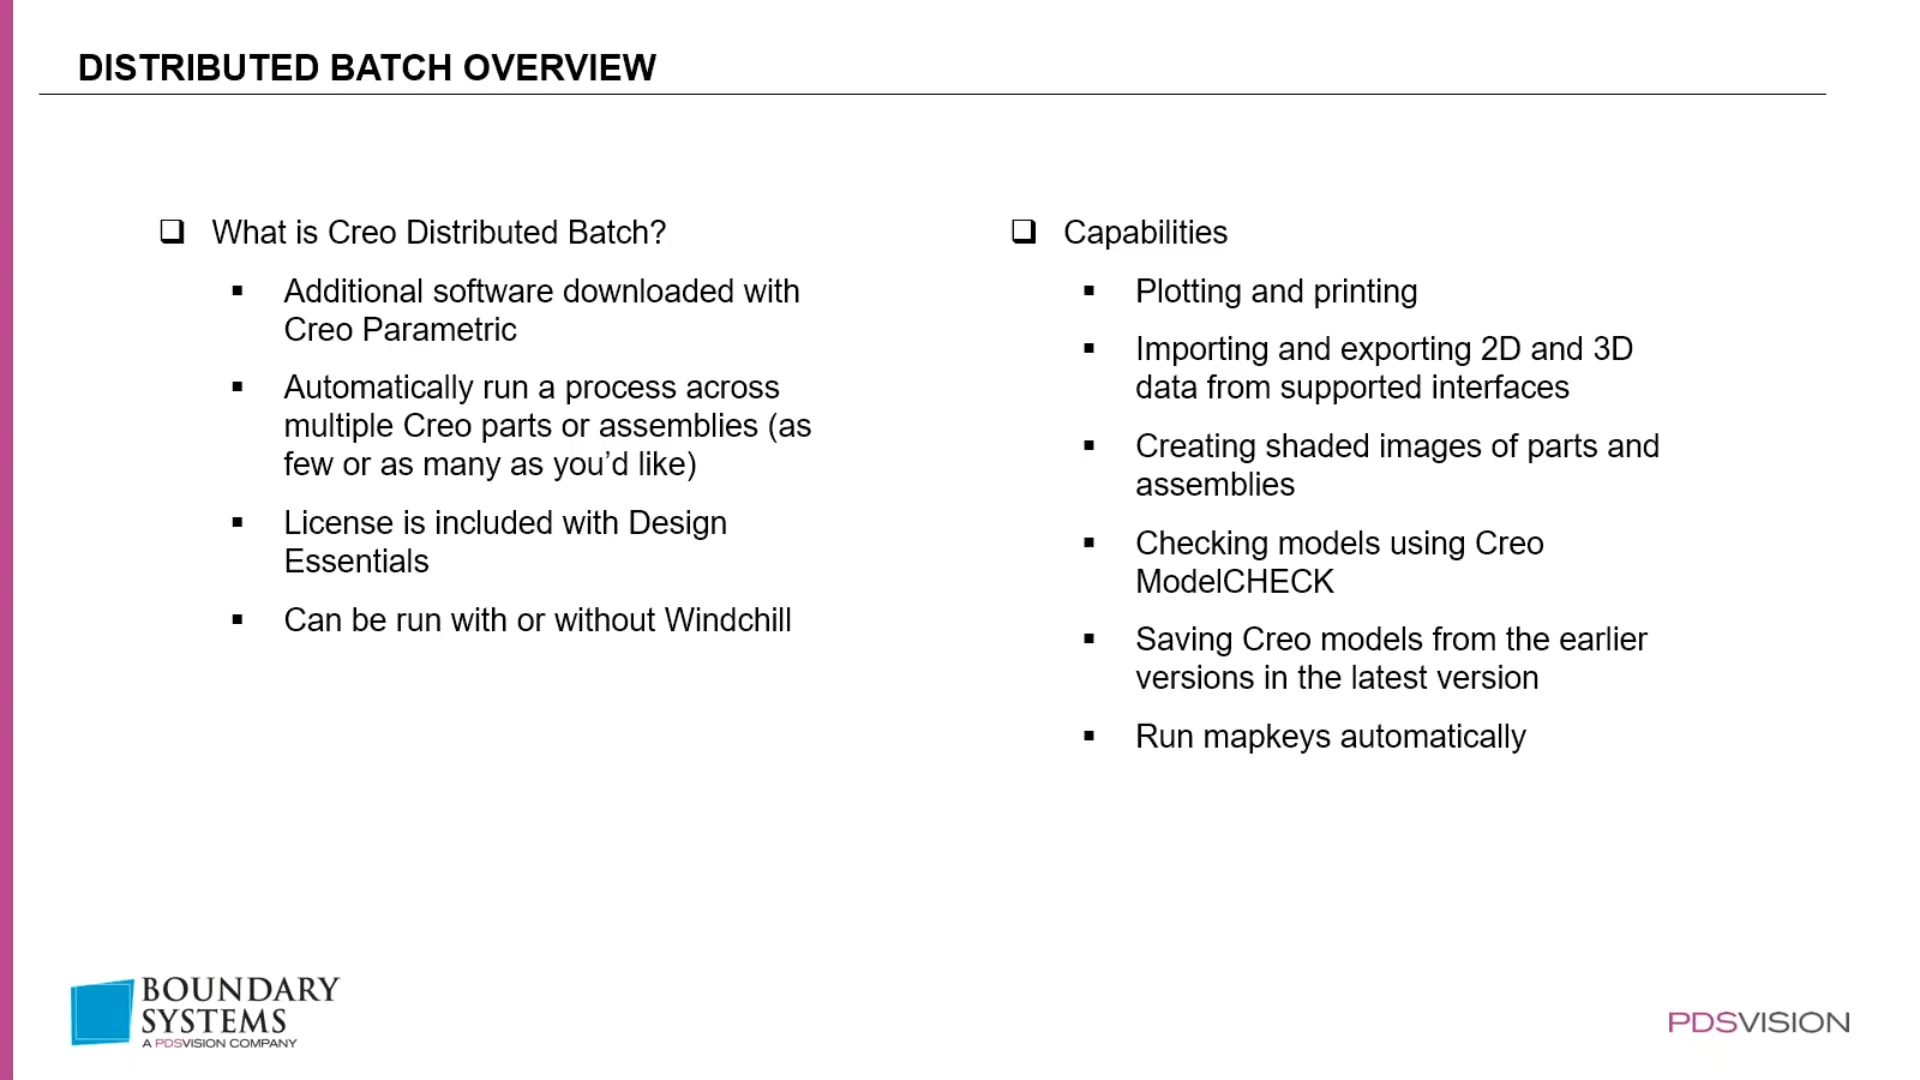 DISTRIBUTED BATCH OVERVIEW
What is Creo Distributed Batch?
Additional software downloaded with
Creo Parametric
Automatically run a process across
multiple Creo parts or assemblies (as
few or as many as you’d like)
License is included with Design
Essentials
Can be run with or without Windchill
Capabilities
Plotting and printing
Importing and exporting 2D and 3D
data from supported interfaces
Creating shaded images of parts and
assemblies
Checking models using Creo
ModelCHECK
Saving Creo models from the earlier
versions in the latest version
Run mapkeys automatically
BOUNDARY
SYSTEMS
A PDSVISION COMPANY
PDSVISION